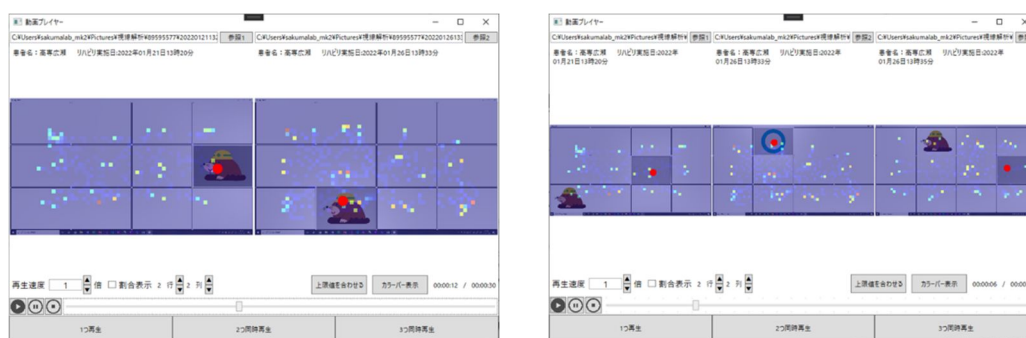 動画プレイヤー
C:¥Users¥sakumalab_mk2¥Pictures¥視線解析¥89595577¥20220121132 参照1 C:¥Users¥sakumalab_mk2¥Pictures¥視線解析¥89595577¥2022012613 参照2
患者名:高専広瀬 リハビリ実施日:2022年01月21日13時20分 患者名:高専広瀬 リハビリ実施日:2022年01月26日13時33分
再生速度 1 倍 割合表示 2 行 2 列 上限値を合わせる カラーバー表示 00:00:12 / 00:00:30
1つ再生 2つ同時再生 3つ同時再生
動画プレイヤー
C:¥Users¥sakumalab_mk2¥Pictures¥視線解析¥ 参照1 C:¥Users¥sakumalab_mk2¥Pictures¥視線解析¥ 参照2 C:¥Users¥sakumalab_mk2¥Pictures¥視線解析¥
患者名:高専広瀬 リハビリ実施日:2022年 患者名:高専広瀬 リハビリ実施日:2022年 患者名:高専広瀬 リハビリ実施日:2022年
01月21日13時20分 01月26日13時33分 01月26日13時35分
再生速度 1 倍 割合表示 2 行 2 列 上限値を合わせる カラーバー表示 00:00:06 / 00:00
1つ再生 2つ同時再生 3つ同時再生